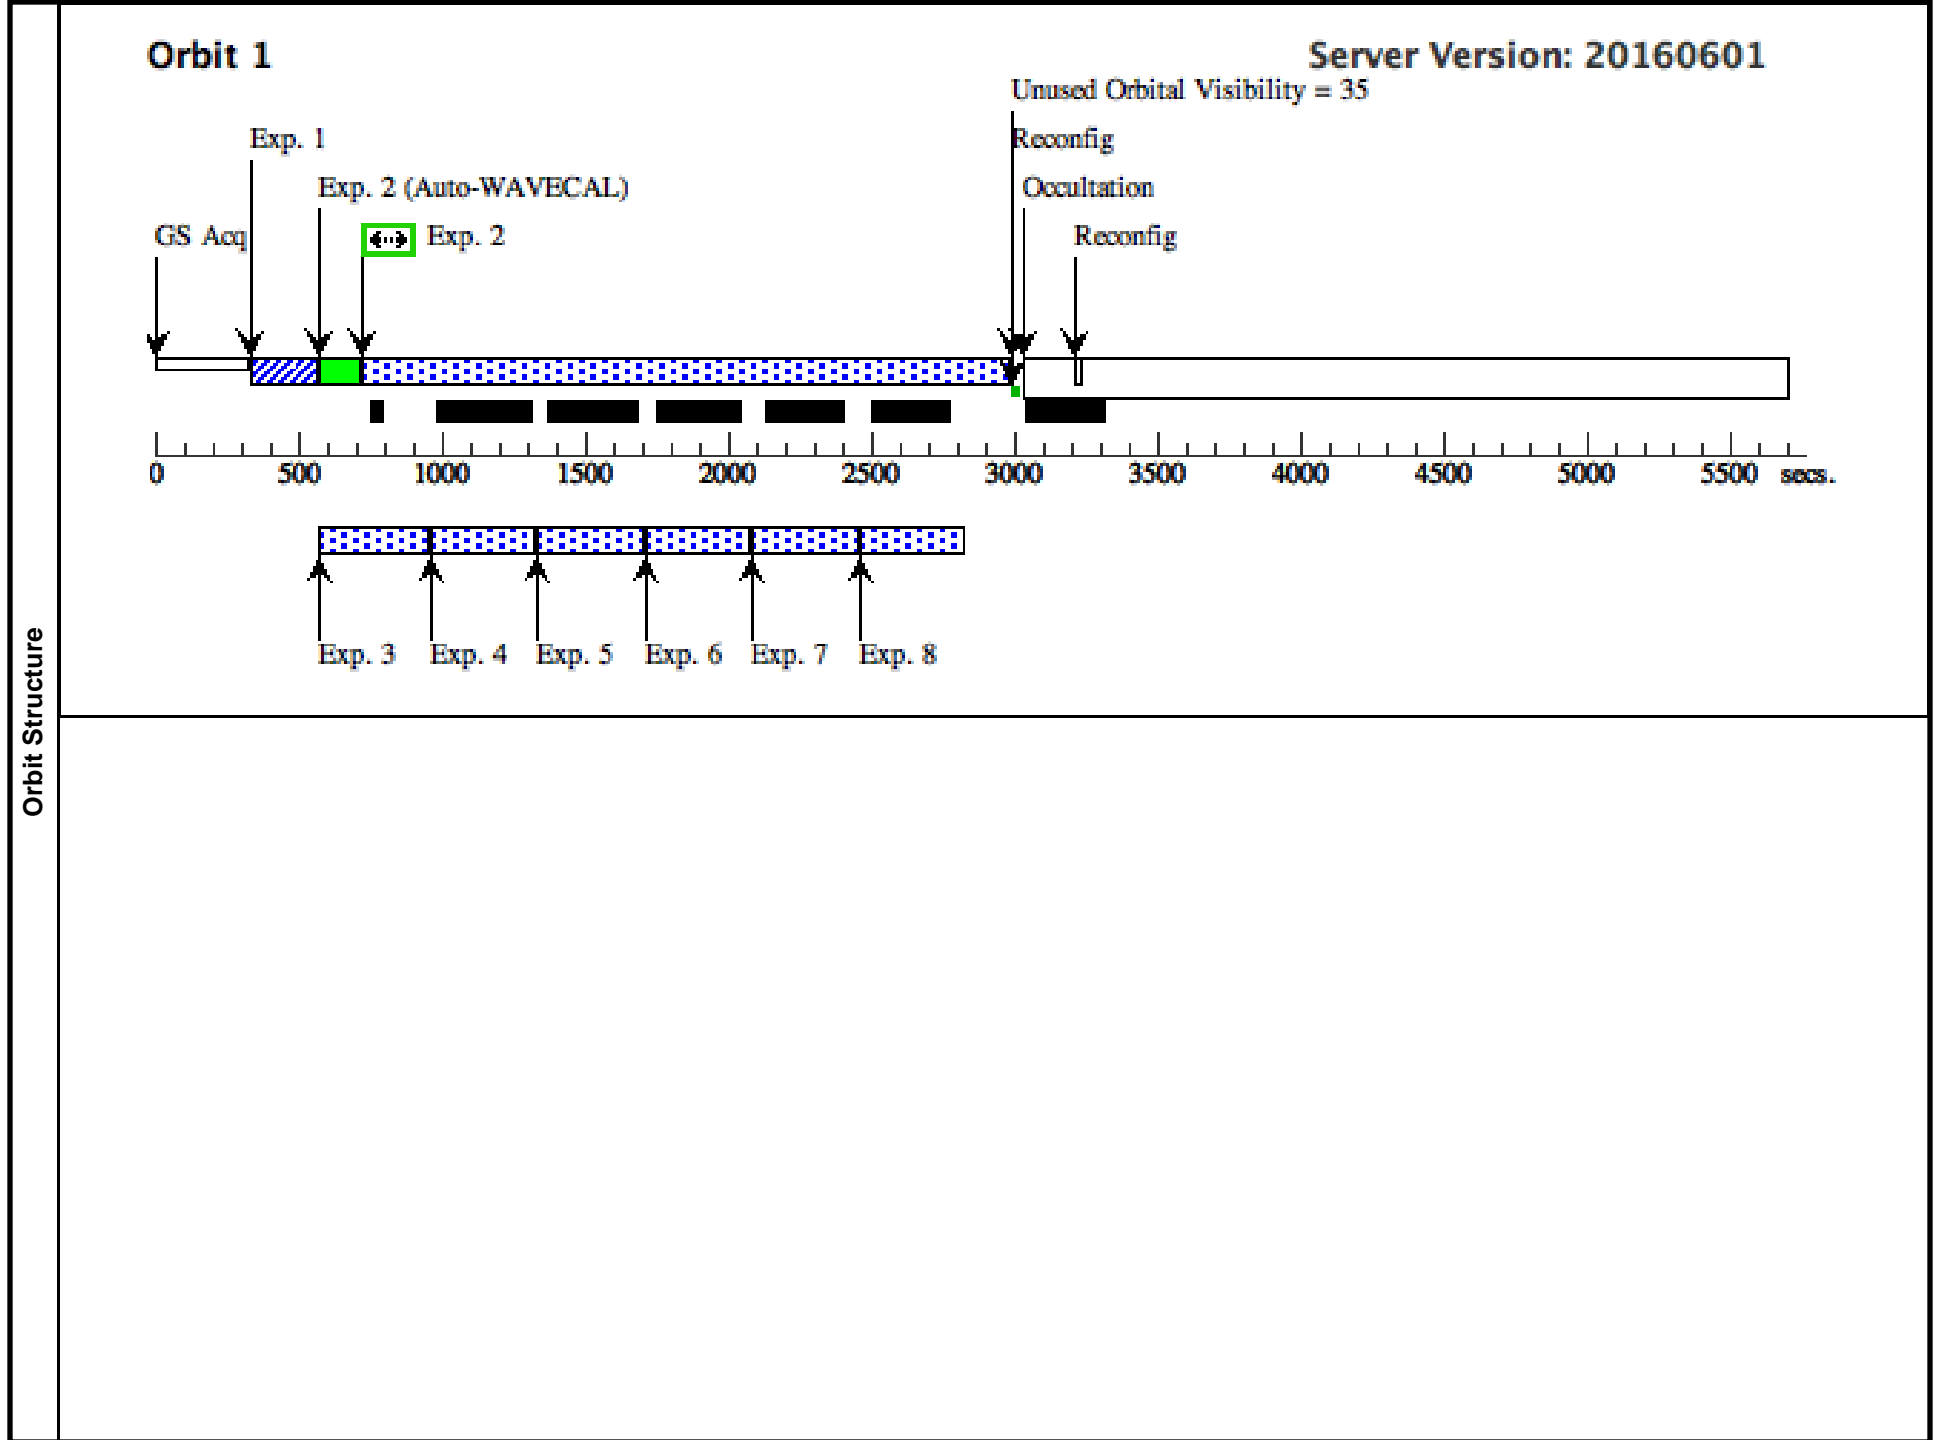 Orbit 1
Server Version: 20160601
Unused Orbital Visibility = 35
Exp. 1
Reconfig
Exp. 2 (Auto-WAVECAL)
Occultation
GS Acq
Exp. 2
Reconfig
0 500 1000 1500 2000 2500 3000 3500 4000 4500 5000 5500 secs.
Exp. 3 Exp. 4 Exp. 5 Exp. 6 Exp. 7 Exp. 8
Orbit Structure